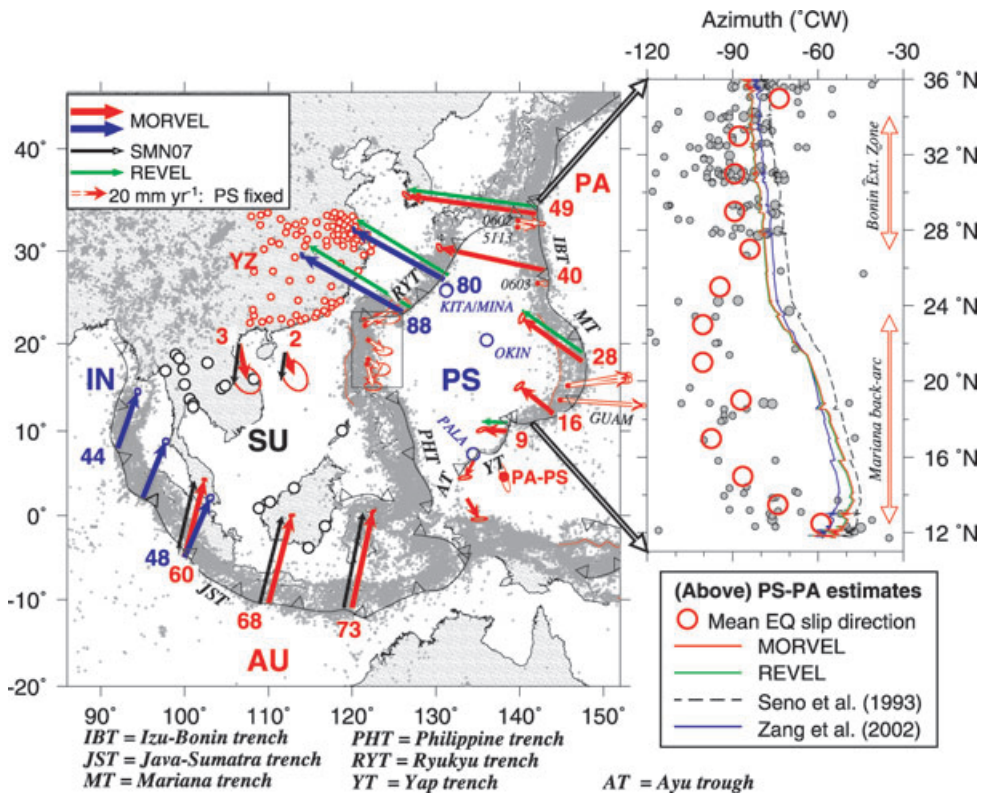 MORVEL
SMN07
REVEL
20 mm yr⁻¹: PS fixed
40°
30°
20°
10°
0°
-10°
-20°
90°
100°
110°
120°
130°
140°
150°
PA
49
0602
5113
IBT
40
0603
YZ
RYT
80
KITA/MINA
88
MT
3
2
OKIN
28
IN
PS
GUAM
16
PALA
SU
PHT
9
44
AT
YT
PA-PS
48
60
JST
68
73
AU
IBT = Izu-Bonin trench
PHT = Philippine trench
JST = Java-Sumatra trench
RYT = Ryukyu trench
MT = Mariana trench
YT = Yap trench
AT = Ayu trough
Azimuth (˚CW)
-120
-90
-60
-30
36 ˚N
32 ˚N
28 ˚N
24 ˚N
20 ˚N
16 ˚N
12 ˚N
Bonin Ext. Zone
Mariana back-arc
(Above) PS-PA estimates
Mean EQ slip direction
MORVEL
REVEL
Seno et al. (1993)
Zang et al. (2002)